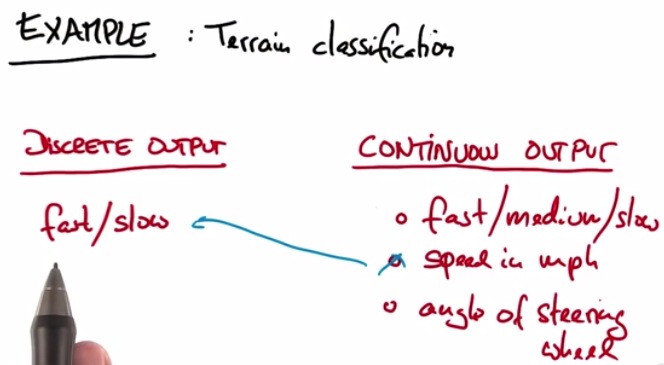 EXAMPLE : Terrain classification
DISCRETE OUTPUT
fast/slow
CONTINUOUS OUTPUT
fast/medium/slow
speed in mph
angle of steering
wheel